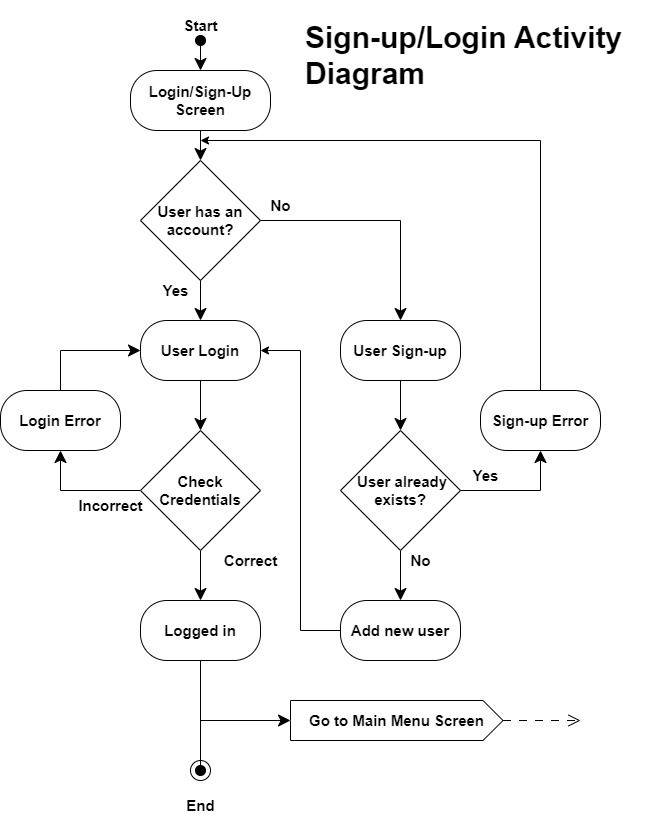 Start
Sign-up/Login Activity
Diagram
Login/Sign-Up
Screen
User has an
account?
No
Yes
User Login
User Sign-up
Login Error
Sign-up Error
Check
Credentials
User already
exists?
Yes
Incorrect
Correct
No
Logged in
Add new user
Go to Main Menu Screen
End